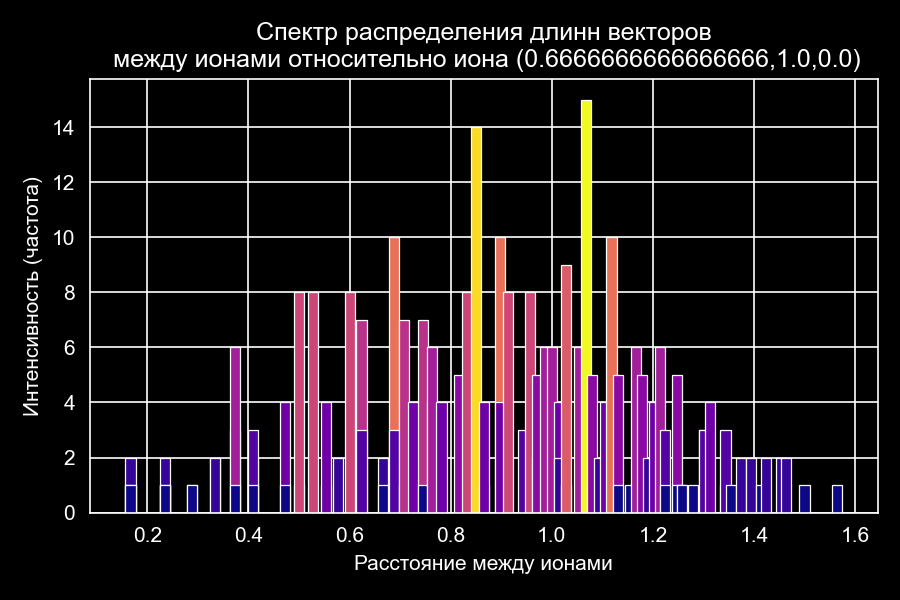 Спектр распределения длинн векторов
между ионами относительно иона (0.6666666666666666,1.0,0.0)
14
12
10
8
6
4
2
0
Интенсивность (частота)
0.2 0.4 0.6 0.8 1.0 1.2 1.4 1.6
Расстояние между ионами